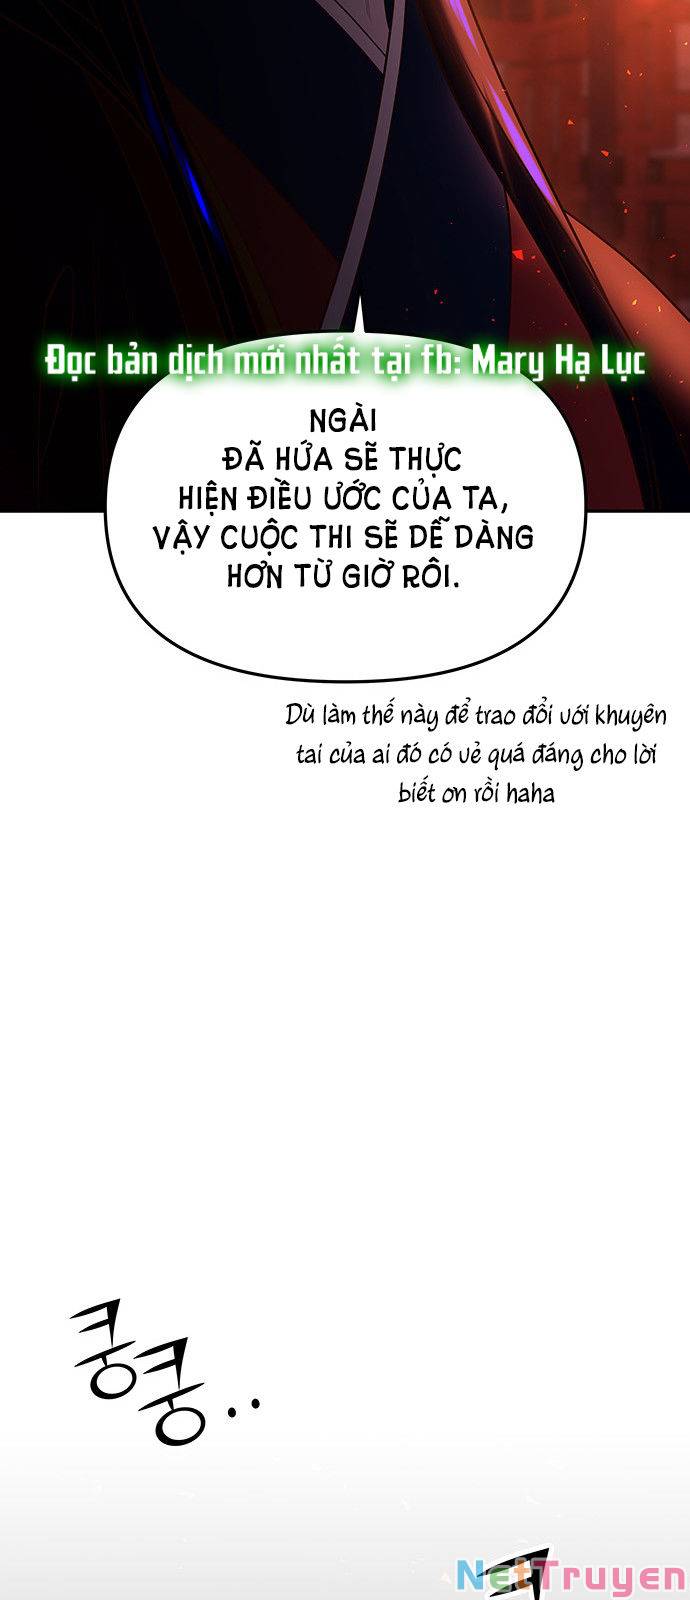 Đọc bản dịch mới nhất tại fb: Mary Hạ Lục
NGÀI
ĐÃ HỨA SẼ THỰC
HIỆN ĐIỀU ƯỚC CỦA TA,
VẬY CUỘC THI SẼ DỄ DÀNG
HƠN TỪ GIỜ RÔI.
Dù làm thế này để trao đổi với khuyên
tai của ai đó có vẻ quá đáng cho lời
biết ơn rồi haha
쿵쿵..
NetTruyen